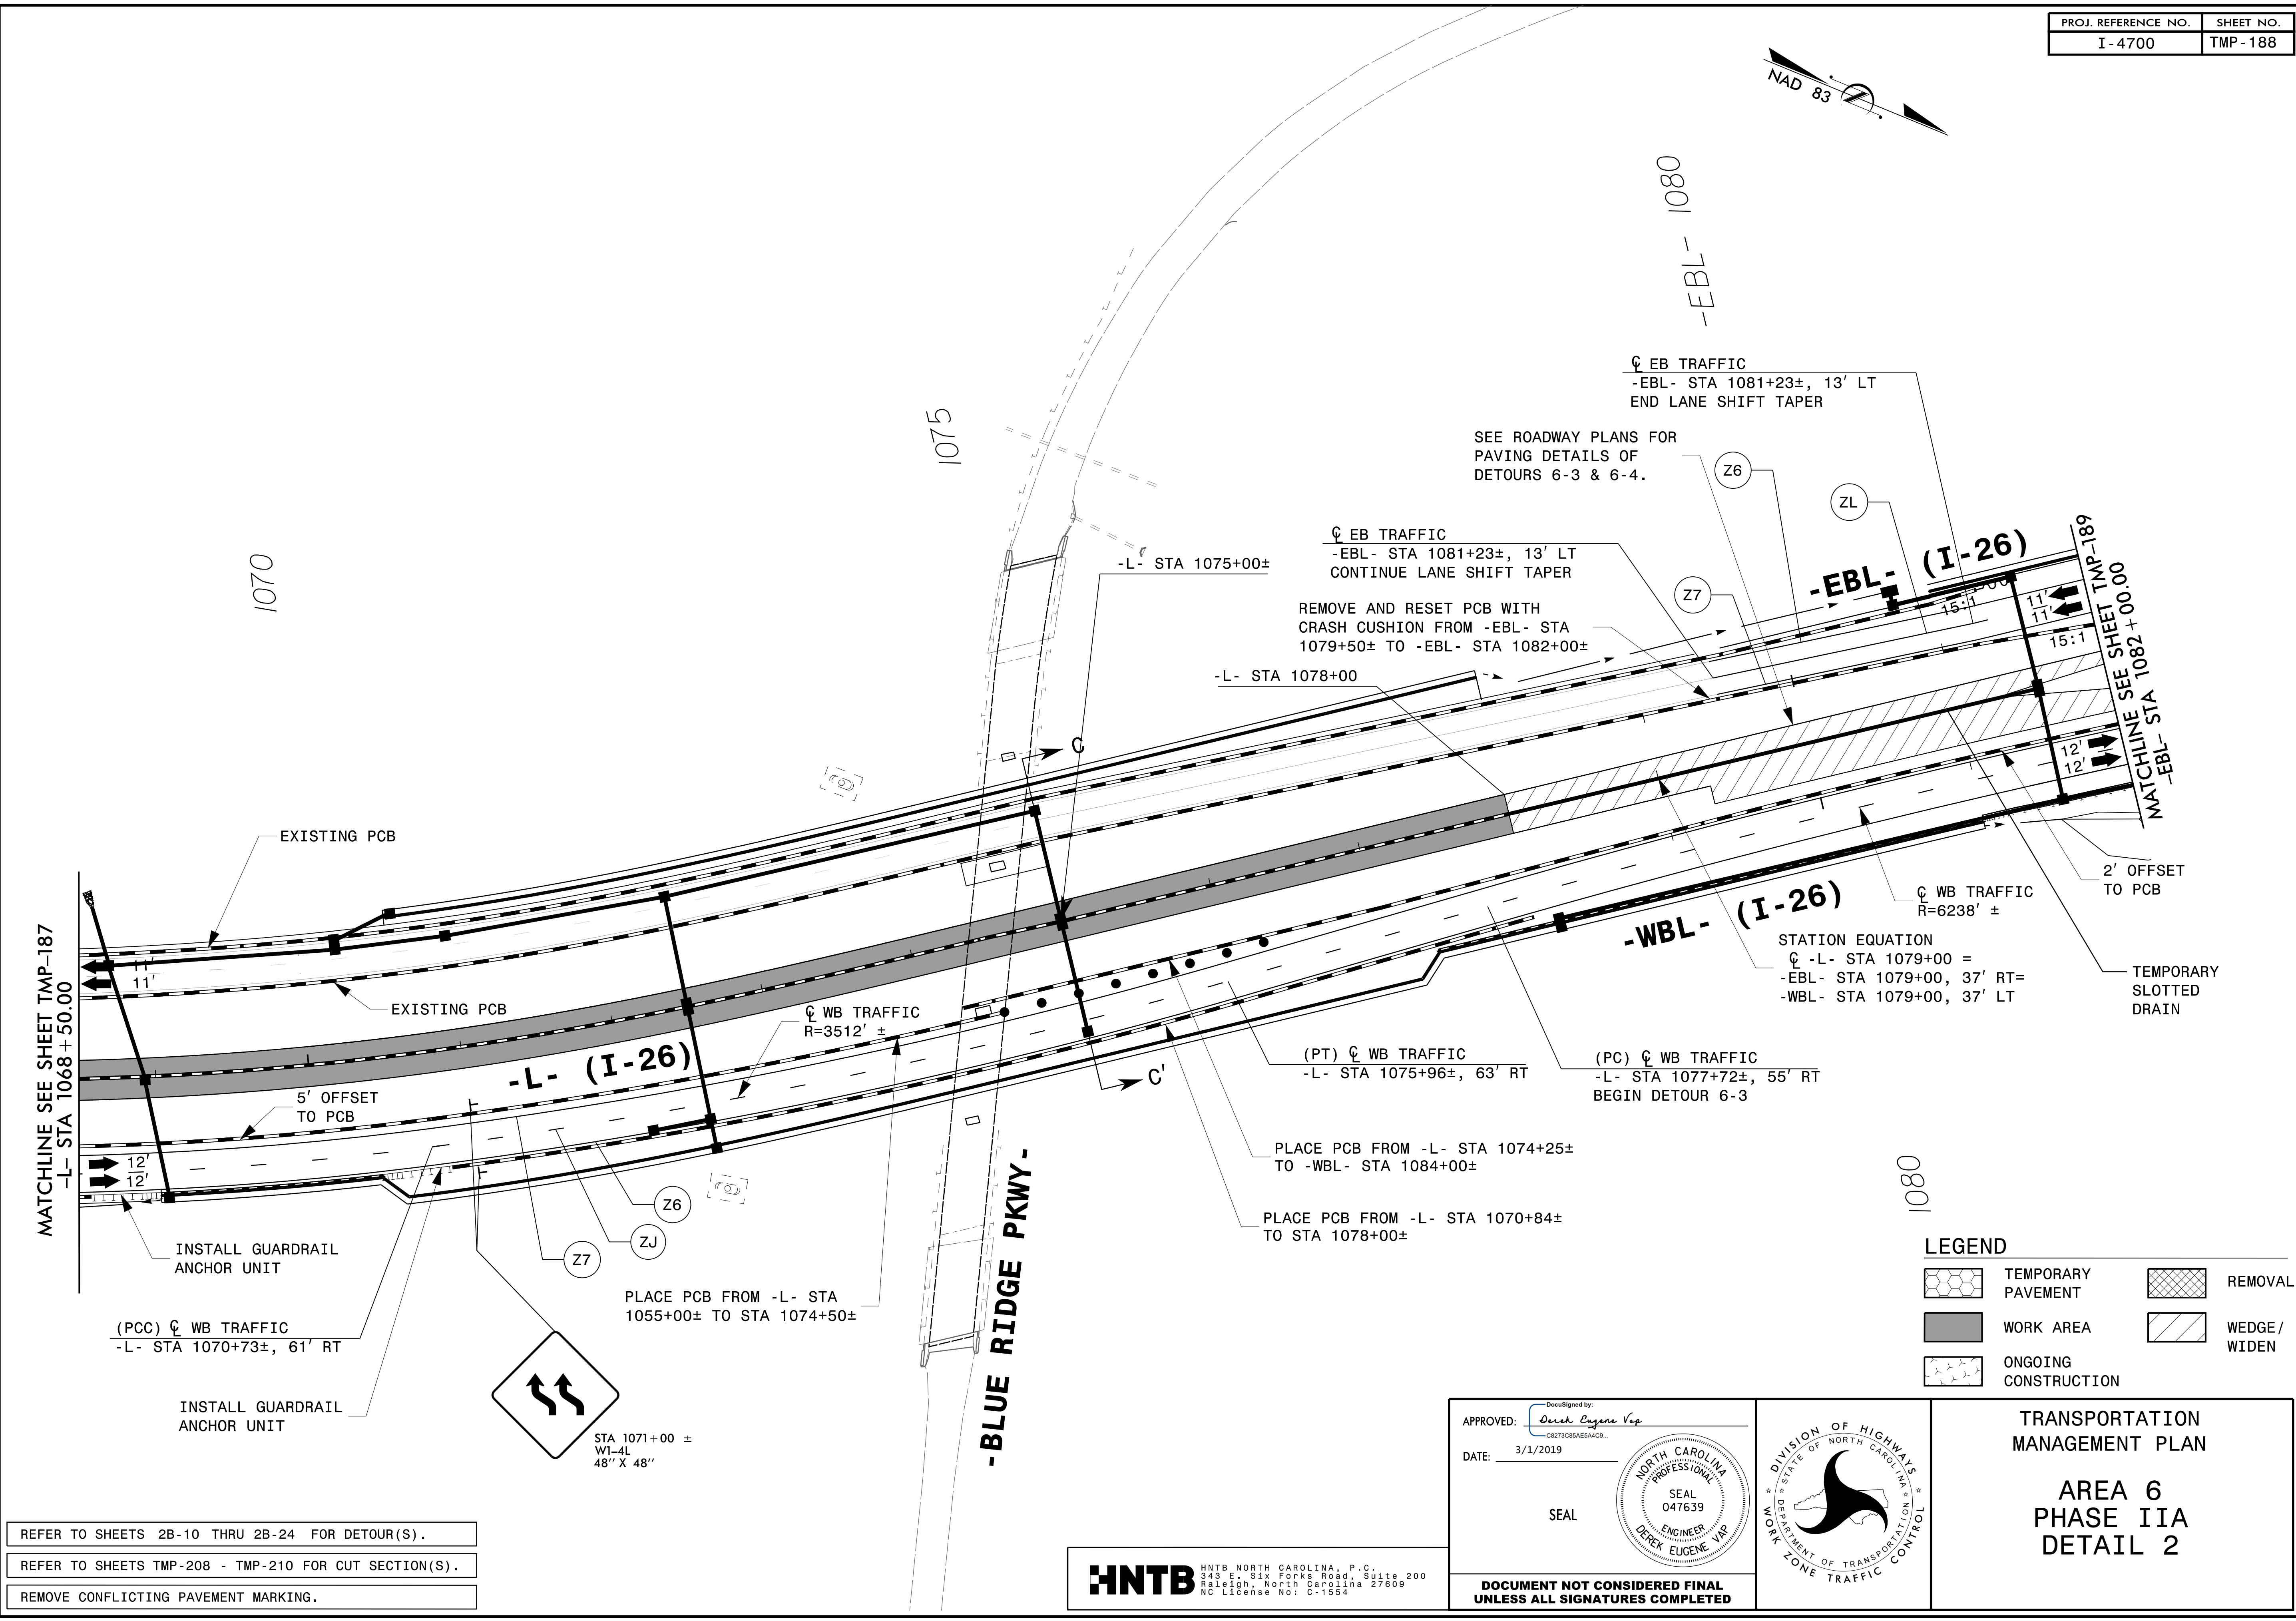 PROJ. REFERENCE NO.
SHEET NO.
I-4700
TMP-188
NAD 83
-EBL- 1080
1075
1070
℄ EB TRAFFIC
-EBL- STA 1081+23±, 13' LT
END LANE SHIFT TAPER
SEE ROADWAY PLANS FOR
PAVING DETAILS OF
DETOURS 6-3 & 6-4.
Z6
ZL
℄ EB TRAFFIC
-EBL- STA 1081+23±, 13' LT
CONTINUE LANE SHIFT TAPER
-L- STA 1075+00±
Z7
REMOVE AND RESET PCB WITH
CRASH CUSHION FROM -EBL- STA
1079+50± TO -EBL- STA 1082+00±
-L- STA 1078+00
-EBL- (I-26)
15:1
11'
11'
15:1
MATCHLINE SEE SHEET TMP-189
-EBL- STA 1082+00.00
12'
12'
C
EXISTING PCB
EXISTING PCB
MATCHLINE SEE SHEET TMP-187
-L- STA 1068+50.00
11'
11'
2' OFFSET
TO PCB
℄ WB TRAFFIC
R=6238' ±
-WBL- (I-26)
STATION EQUATION
℄ -L- STA 1079+00 =
-EBL- STA 1079+00, 37' RT=
-WBL- STA 1079+00, 37' LT
TEMPORARY
SLOTTED
DRAIN
℄ WB TRAFFIC
R=3512' ±
-L- (I-26)
5' OFFSET
TO PCB
12'
12'
C'
(PT) ℄ WB TRAFFIC
-L- STA 1075+96±, 63' RT
(PC) ℄ WB TRAFFIC
-L- STA 1077+72±, 55' RT
BEGIN DETOUR 6-3
PLACE PCB FROM -L- STA 1074+25±
TO -WBL- STA 1084+00±
PLACE PCB FROM -L- STA 1070+84±
TO STA 1078+00±
1080
Z6
ZJ
Z7
INSTALL GUARDRAIL
ANCHOR UNIT
PLACE PCB FROM -L- STA
1055+00± TO STA 1074+50±
-BLUE RIDGE PKWY-
(PCC) ℄ WB TRAFFIC
-L- STA 1070+73±, 61' RT
INSTALL GUARDRAIL
ANCHOR UNIT
STA 1071+00 ±
W1-4L
48" X 48"
LEGEND
TEMPORARY
PAVEMENT
REMOVAL
WORK AREA
WEDGE/
WIDEN
ONGOING
CONSTRUCTION
REFER TO SHEETS 2B-10 THRU 2B-24 FOR DETOUR(S).
REFER TO SHEETS TMP-208 - TMP-210 FOR CUT SECTION(S).
REMOVE CONFLICTING PAVEMENT MARKING.
HNTB
HNTB NORTH CAROLINA, P.C.
343 E. Six Forks Road, Suite 200
Raleigh, North Carolina 27609
NC License No: C-1554
DocuSigned by:
APPROVED: Derek Eugene Vap
C8273C85AE5A4C9...
DATE: 3/1/2019
SEAL
NORTH CAROLINA
PROFESSIONAL
SEAL
047639
ENGINEER
DEREK EUGENE VAP
DOCUMENT NOT CONSIDERED FINAL
UNLESS ALL SIGNATURES COMPLETED
DIVISION OF HIGHWAYS
STATE OF NORTH CAROLINA
DEPARTMENT OF TRANSPORTATION
WORK ZONE TRAFFIC CONTROL
TRANSPORTATION
MANAGEMENT PLAN
AREA 6
PHASE IIA
DETAIL 2